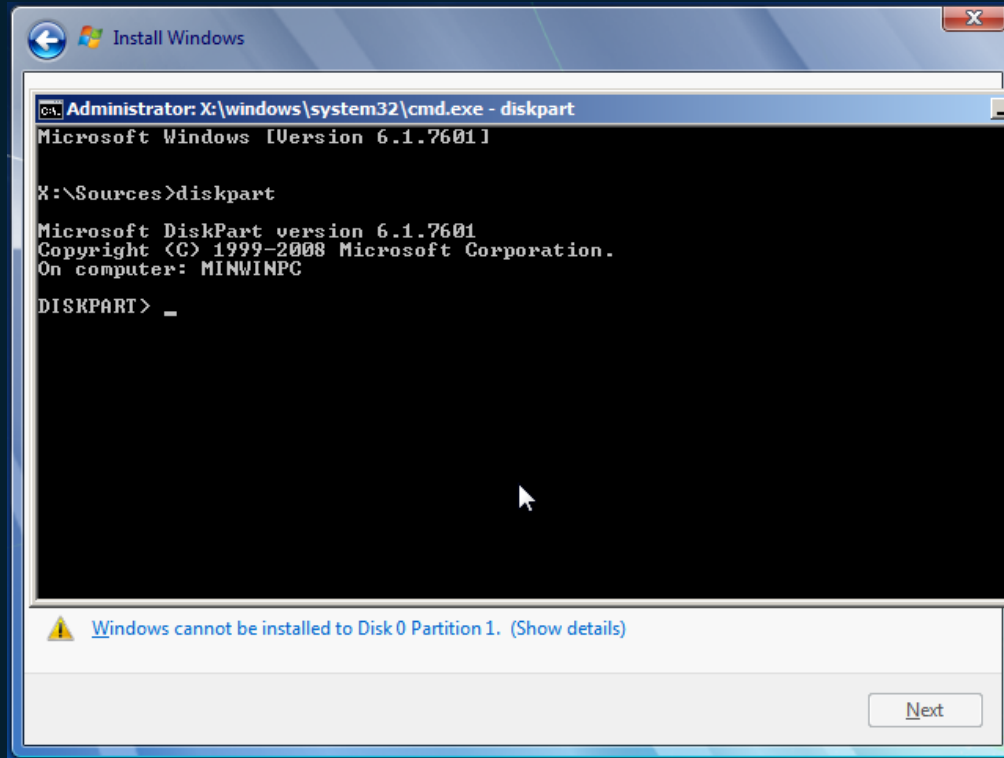 Install Windows
Administrator: X:\windows\system32\cmd.exe - diskpart
Microsoft Windows [Version 6.1.7601]
X:\Sources>diskpart
Microsoft DiskPart version 6.1.7601
Copyright (C) 1999-2008 Microsoft Corporation.
On computer: MINWINPC
DISKPART> _
Windows cannot be installed to Disk 0 Partition 1. (Show details)
Next